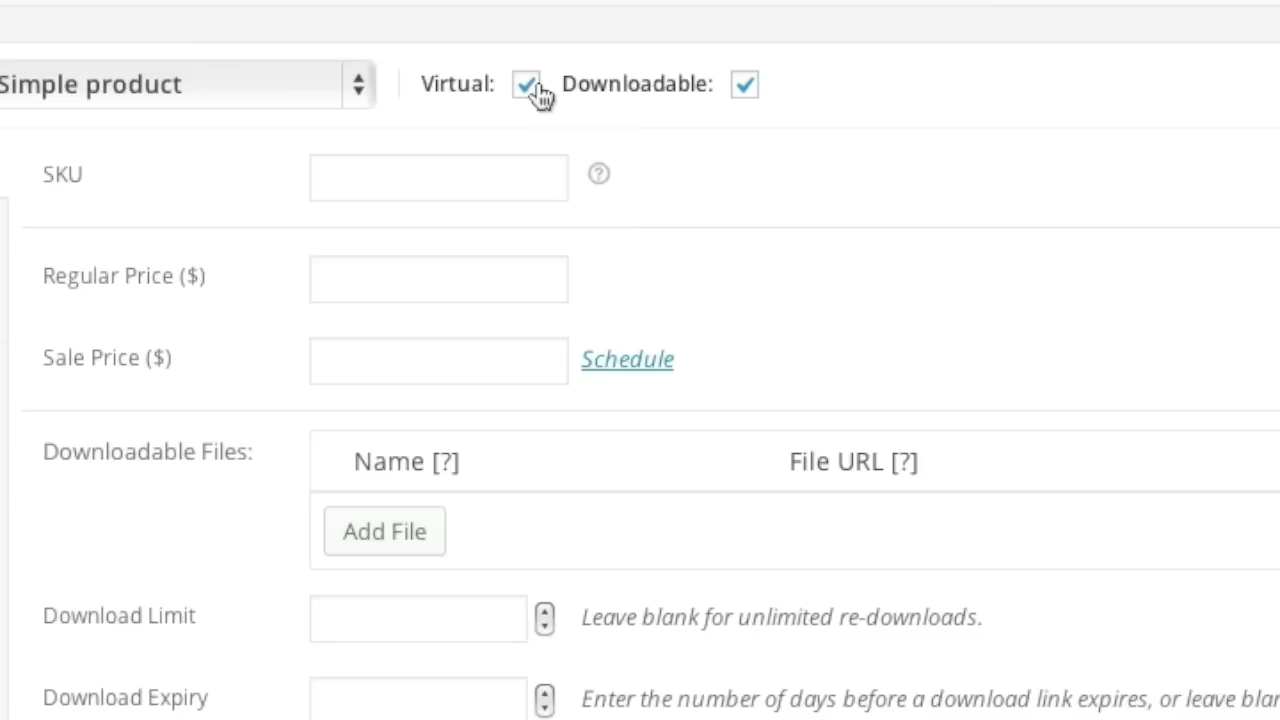 Simple product Virtual: Downloadable:
SKU
Regular Price ($)
Sale Price ($) Schedule
Downloadable Files: Name [?] File URL [?]
Add File
Download Limit Leave blank for unlimited re-downloads.
Download Expiry Enter the number of days before a download link expires, or leave